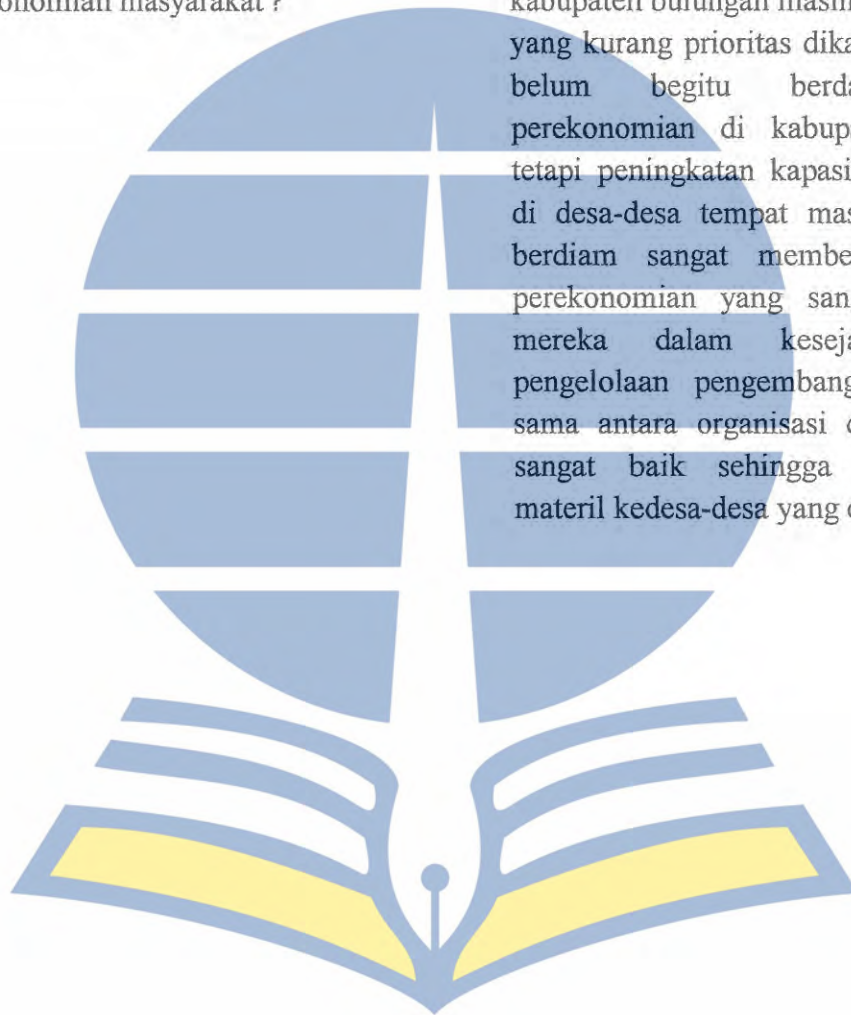 onomian masyarakat ?
kabupaten bulungan
yang kurang prioritas dika
belum begitu berda
perekonomian di kabup
tetapi peningkatan kapasi
di desa-desa tempat mas
berdiam sangat membe
perekonomian yang san
mereka dalam keseja
pengelolaan pengembang
sama antara organisasi
sangat baik sehingga
materil kedesa-desa yang